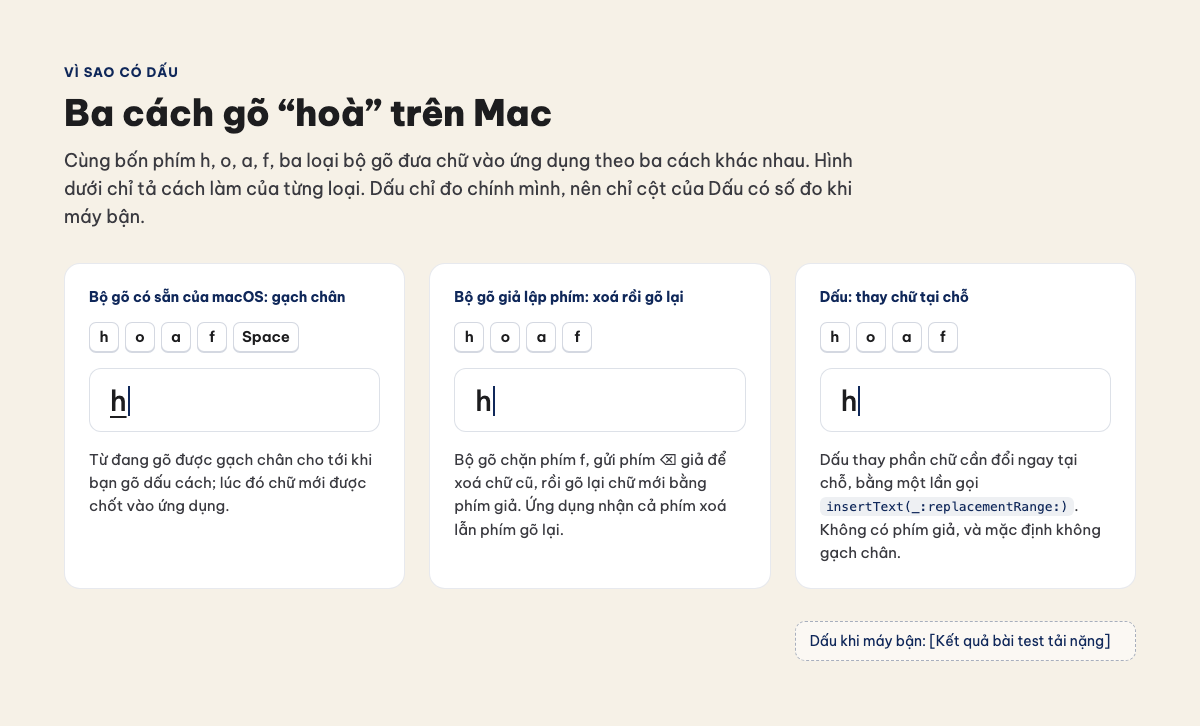 VÌ SAO CÓ DẤU
Ba cách gõ “hoà” trên Mac
Cùng bốn phím h, o, a, f, ba loại bộ gõ đưa chữ vào ứng dụng theo ba cách khác nhau. Hình
dưới chỉ tả cách làm của từng loại. Dấu chỉ đo chính mình, nên chỉ cột của Dấu có số đo khi
máy bận.
Bộ gõ có sẵn của macOS: gạch chân
h o a f Space
h
Từ đang gõ được gạch chân cho tới khi
bạn gõ dấu cách; lúc đó chữ mới được
chốt vào ứng dụng.
Bộ gõ giả lập phím: xoá rồi gõ lại
h o a f
h
Bộ gõ chặn phím f, gửi phím ⌫ giả để
xoá chữ cũ, rồi gõ lại chữ mới bằng
phím giả. Ứng dụng nhận cả phím xoá
lẫn phím gõ lại.
Dấu: thay chữ tại chỗ
h o a f
h
Dấu thay phần chữ cần đổi ngay tại
chỗ, bằng một lần gọi
insertText(_:replacementRange:).
Không có phím giả, và mặc định không
gạch chân.
Dấu khi máy bận: [Kết quả bài test tải nặng]